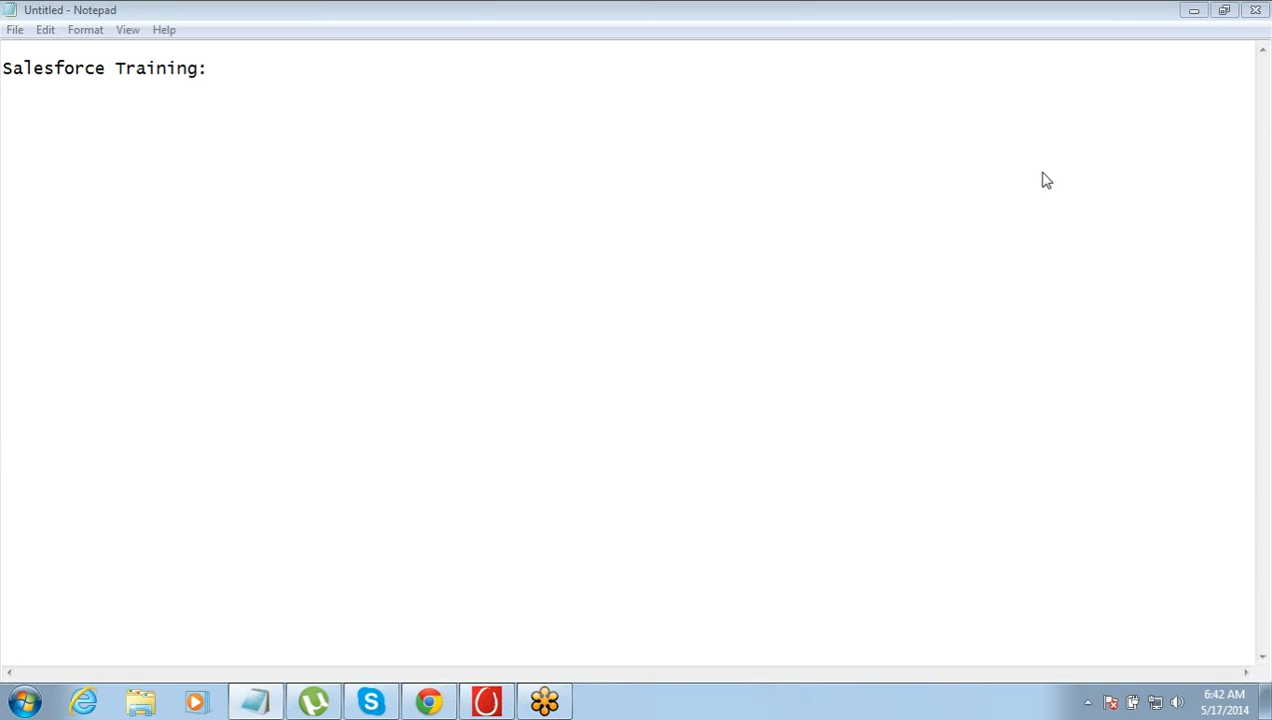 Untitled - Notepad
File Edit Format View Help
Salesforce Training:
6:42 AM
5/17/2014